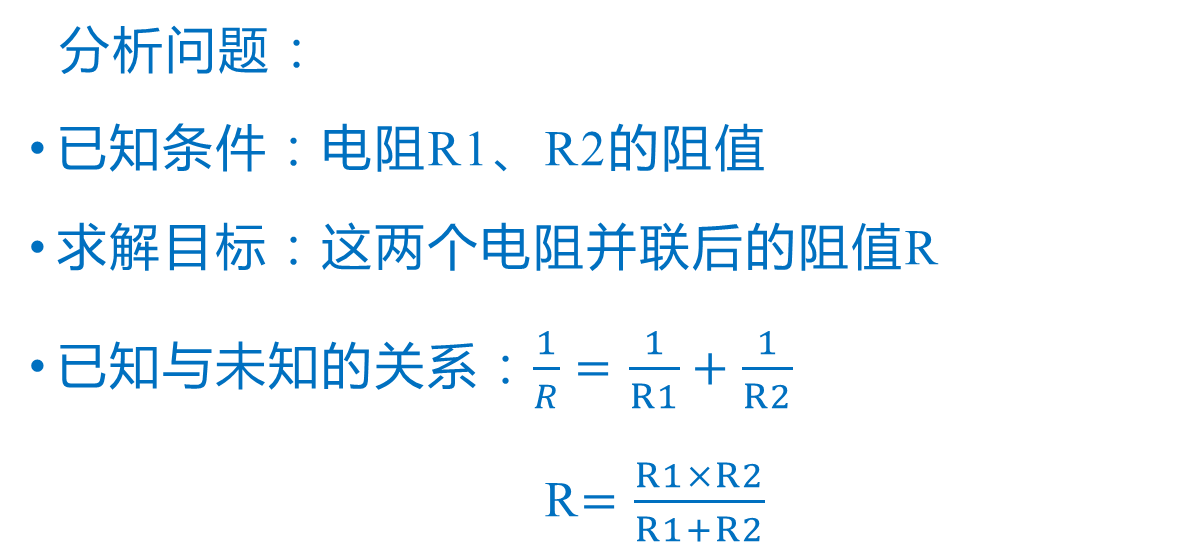 分析问题：
•已知条件：电阻R1、R2的阻值
•求解目标：这两个电阻并联后的阻值R
•已知与未知的关系：1/R = 1/R1 + 1/R2
R= R1×R2/R1+R2